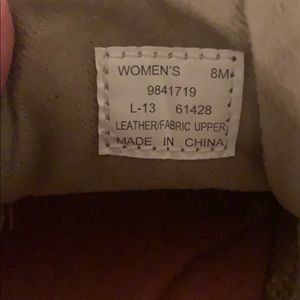 WOMEN'S 8M
9841719
L-13 61428
LEATHER/FABRIC UPPER
MADE IN CHINA